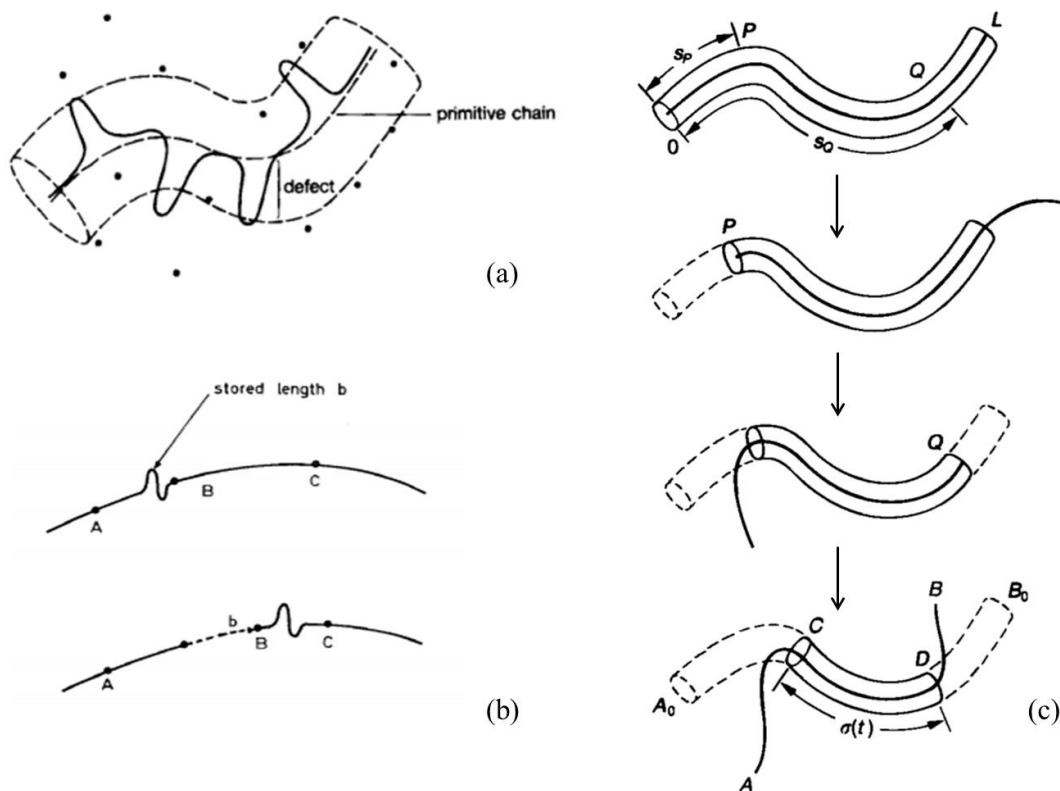 primitive chain
defect
(a)
stored length b
A
B
C
b
A
B
C
(b)
L
P
s_P
Q
0
s_Q
P
Q
B
B_0
C
D
A_0
σ(t)
(c)
A